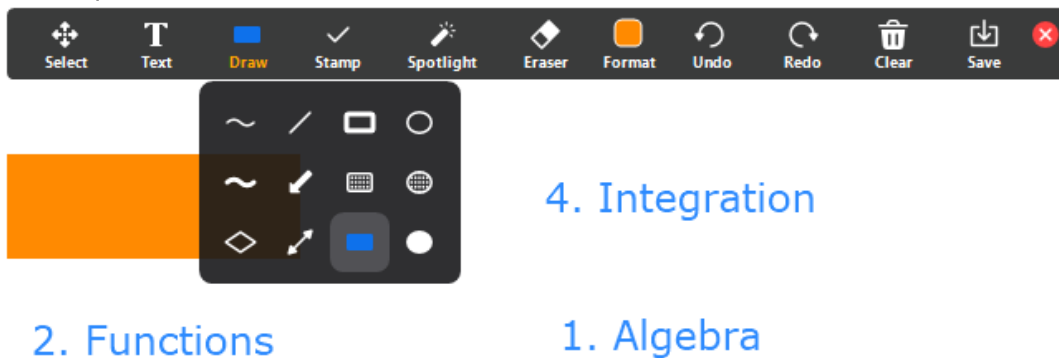 Select Text Draw Stamp Spotlight Eraser Format Undo Redo Clear Save
4. Integration
2. Functions 1. Algebra